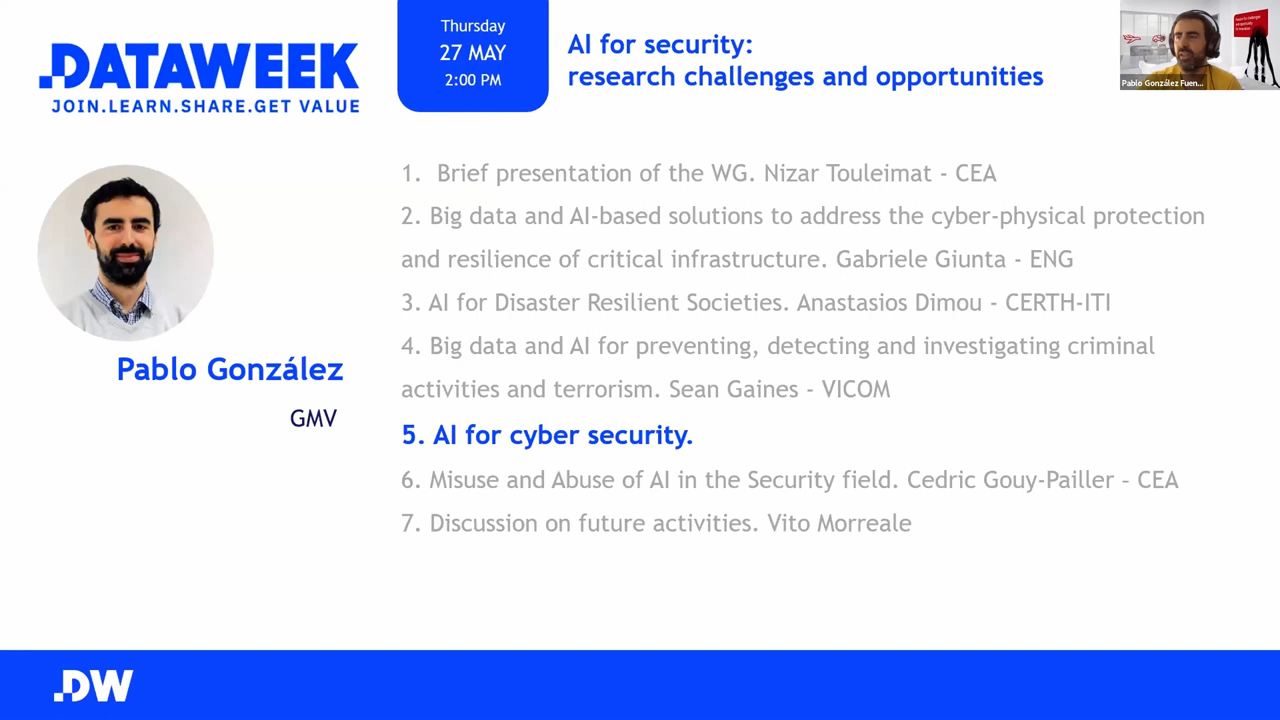 DATAWEEK
JOIN.LEARN.SHARE.GET VALUE
Thursday
27 MAY
2:00 PM
AI for security:
research challenges and opportunities
Pablo González Fuen...
Pablo González
GMV
1. Brief presentation of the WG. Nizar Touleimat - CEA
2. Big data and AI-based solutions to address the cyber-physical protection
and resilience of critical infrastructure. Gabriele Giunta - ENG
3. AI for Disaster Resilient Societies. Anastasios Dimou - CERTH-ITI
4. Big data and AI for preventing, detecting and investigating criminal
activities and terrorism. Sean Gaines - VICOM
5. AI for cyber security.
6. Misuse and Abuse of AI in the Security field. Cedric Gouy-Pailler – CEA
7. Discussion on future activities. Vito Morreale
.DW